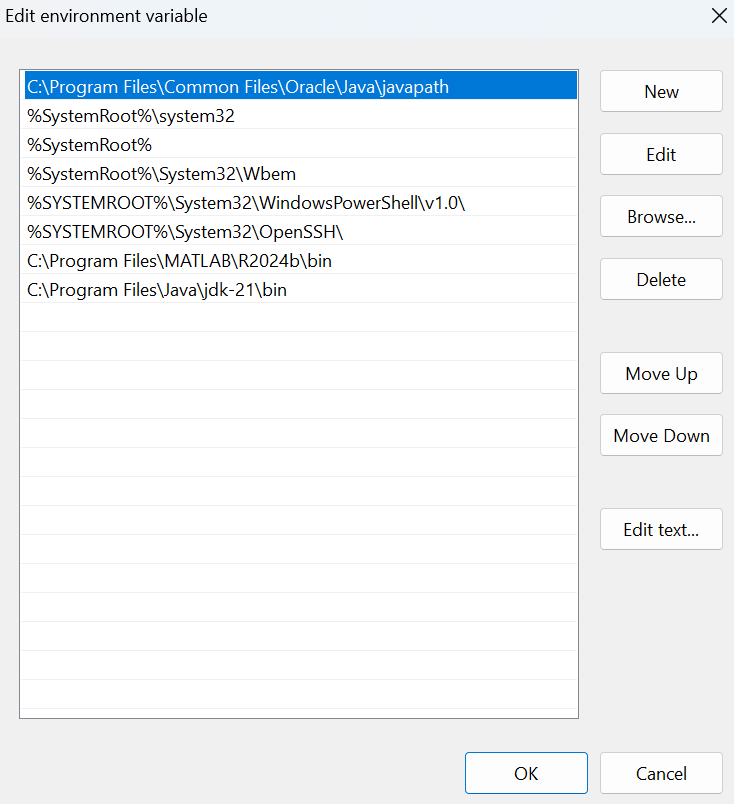 Edit environment variable
C:\Program Files\Common Files\Oracle\Java\javapath
%SystemRoot%\system32
%SystemRoot%
%SystemRoot%\System32\Wbem
%SYSTEMROOT%\System32\WindowsPowerShell\v1.0\
%SYSTEMROOT%\System32\OpenSSH\
C:\Program Files\MATLAB\R2024b\bin
C:\Program Files\Java\jdk-21\bin
New
Edit
Browse...
Delete
Move Up
Move Down
Edit text...
OK
Cancel